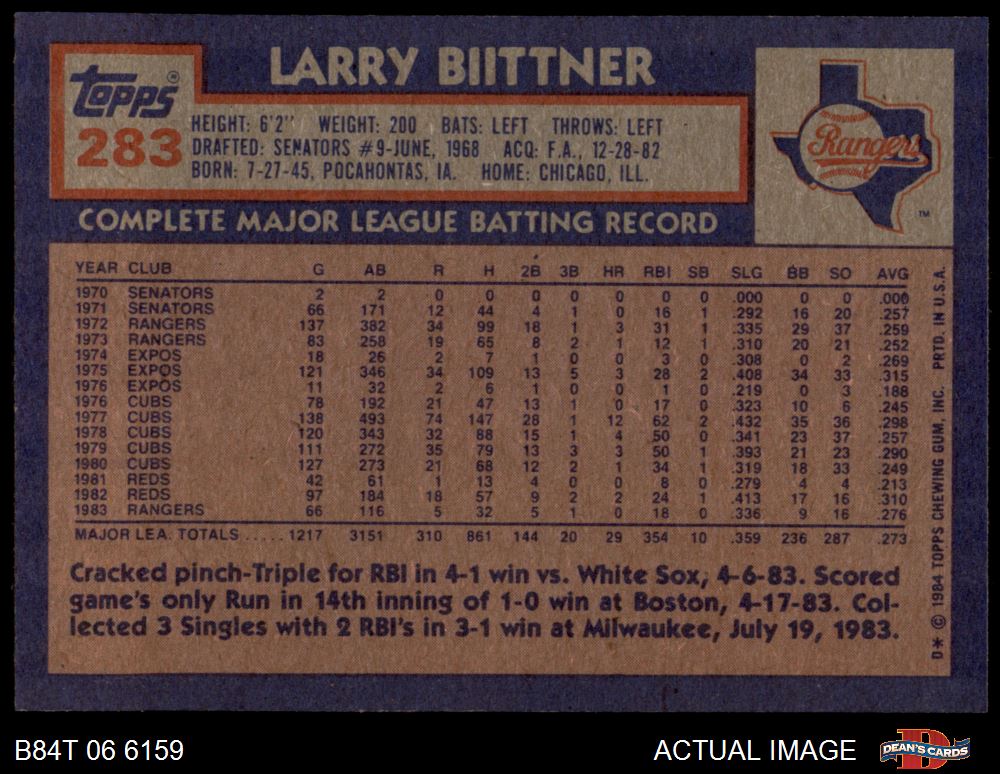 LARRY BIITTNER
Topps®
283
HEIGHT: 6'2" WEIGHT: 200 BATS: LEFT THROWS: LEFT
DRAFTED: SENATORS #9-JUNE, 1968 ACQ: F.A., 12-28-82
BORN: 7-27-45, POCAHONTAS, IA. HOME: CHICAGO, ILL.
Rangers
TM
COMPLETE MAJOR LEAGUE BATTING RECORD
YEAR CLUB G AB R H 2B 3B HR RBI SB SLG BB SO AVG
1970 SENATORS 2 2 0 0 0 0 0 0 0 .000 0 0 .000
1971 SENATORS 66 171 12 44 4 1 0 16 1 .292 16 20 .257
1972 RANGERS 137 382 34 99 18 1 3 31 1 .335 29 37 .259
1973 RANGERS 83 258 19 65 8 2 1 12 1 .310 20 21 .252
1974 EXPOS 18 26 2 7 1 0 0 3 0 .308 0 2 .269
1975 EXPOS 121 346 34 109 13 5 3 28 2 .408 34 33 .315
1976 EXPOS 11 32 2 6 1 0 0 1 0 .219 0 3 .188
1976 CUBS 78 192 21 47 13 1 0 17 0 .323 10 6 .245
1977 CUBS 138 493 74 147 28 1 12 62 2 .432 35 36 .298
1978 CUBS 120 343 32 88 15 1 4 50 0 .341 23 37 .257
1979 CUBS 111 272 35 79 13 3 3 50 1 .393 21 23 .290
1980 CUBS 127 273 21 68 12 2 1 34 1 .319 18 33 .249
1981 REDS 42 61 1 13 4 0 0 8 0 .279 4 4 .213
1982 REDS 97 184 18 57 9 2 2 24 1 .413 17 16 .310
1983 RANGERS 66 116 5 32 5 1 0 18 0 .336 9 16 .276
MAJOR LEA. TOTALS ..... 1217 3151 310 861 144 20 29 354 10 .359 236 287 .273
Cracked pinch-Triple for RBI in 4-1 win vs. White Sox, 4-6-83. Scored
game's only Run in 14th inning of 1-0 win at Boston, 4-17-83. Col-
lected 3 Singles with 2 RBI's in 3-1 win at Milwaukee, July 19, 1983.
D* © 1984 TOPPS CHEWING GUM, INC. PRTD. IN U.S.A.
B84T 06 6159
ACTUAL IMAGE
DEAN'S CARDS